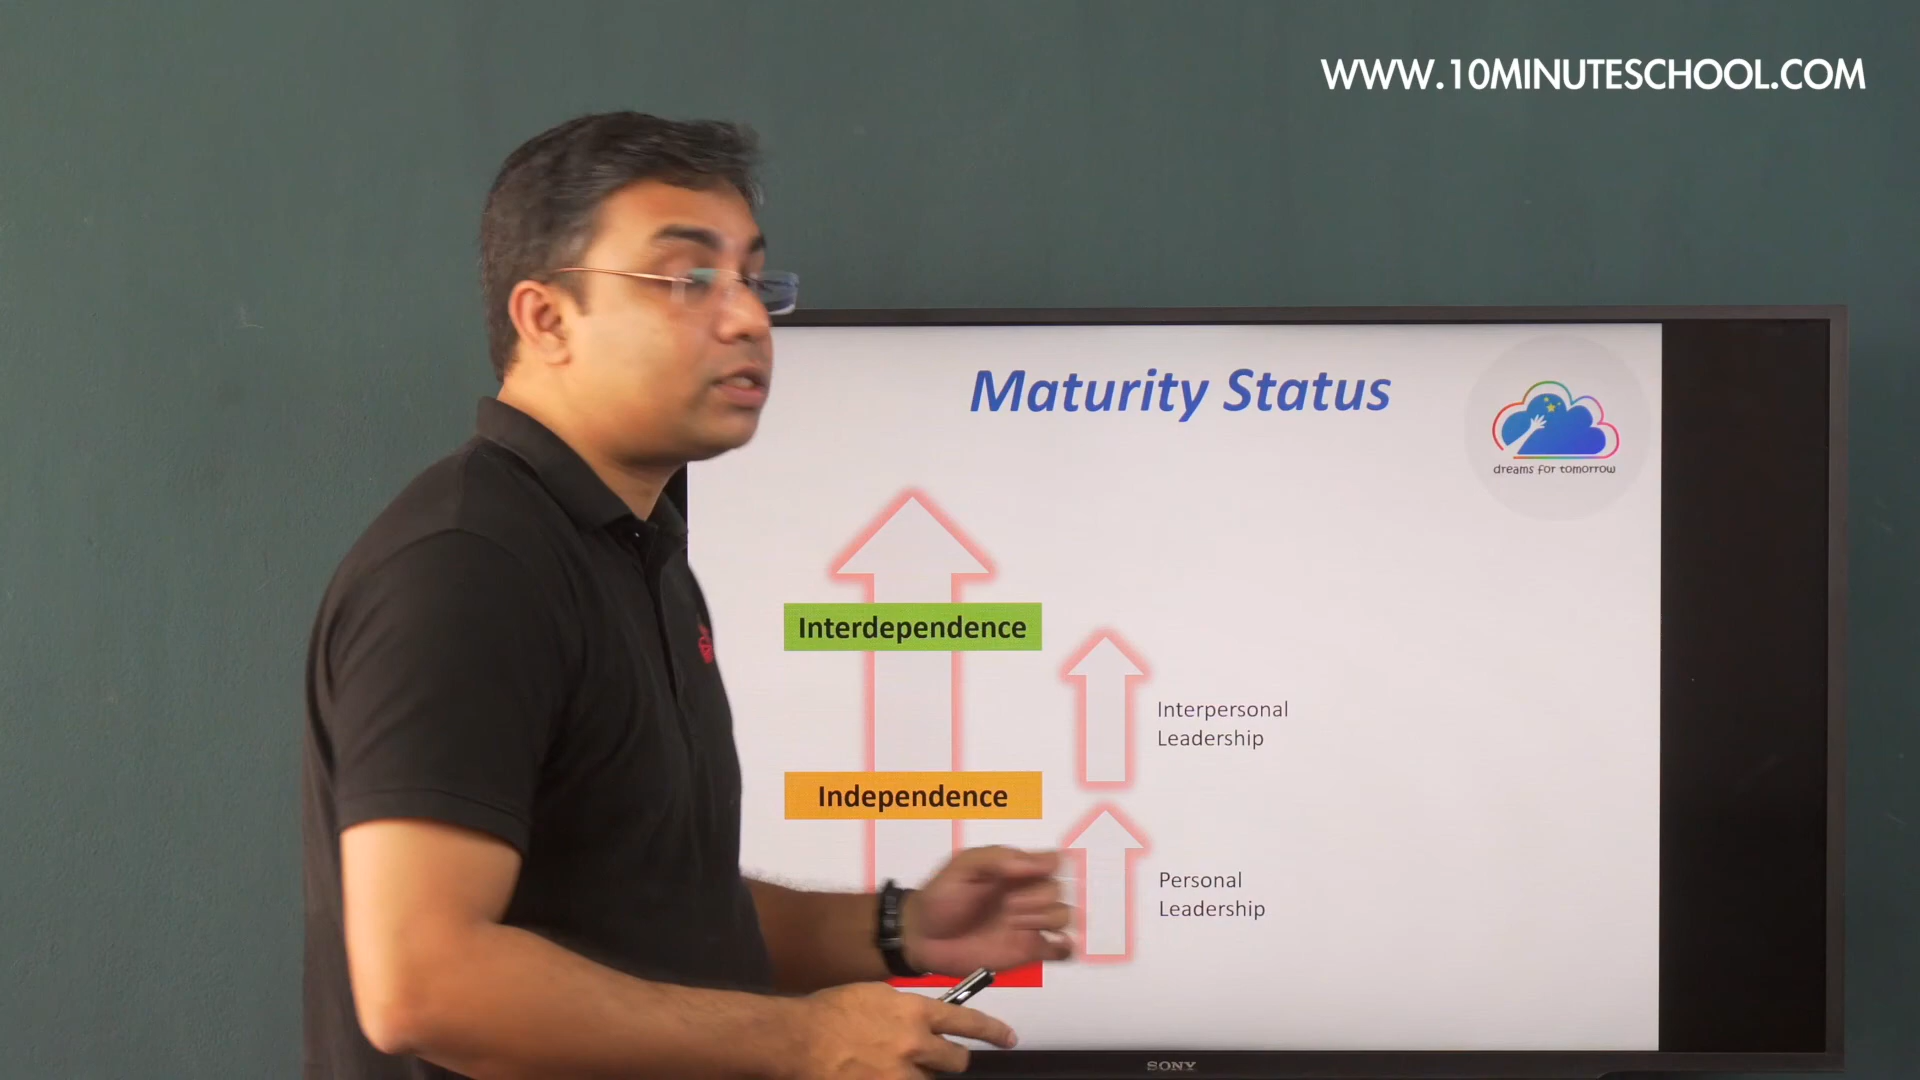 WWW.10MINUTESCHOOL.COM
Maturity Status
dreams for tomorrow
Interdependence
Interpersonal
Leadership
Independence
Personal
Leadership
SONY